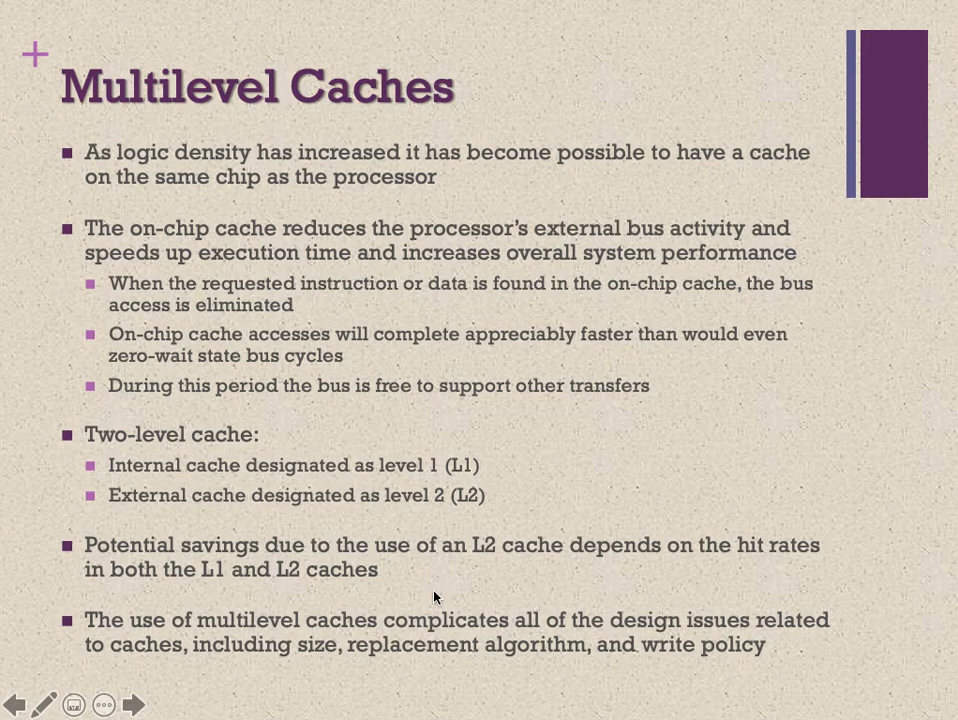 +
Multilevel Caches
■ As logic density has increased it has become possible to have a cache
on the same chip as the processor
■ The on-chip cache reduces the processor’s external bus activity and
speeds up execution time and increases overall system performance
■ When the requested instruction or data is found in the on-chip cache, the bus
access is eliminated
■ On-chip cache accesses will complete appreciably faster than would even
zero-wait state bus cycles
■ During this period the bus is free to support other transfers
■ Two-level cache:
■ Internal cache designated as level 1 (L1)
■ External cache designated as level 2 (L2)
■ Potential savings due to the use of an L2 cache depends on the hit rates
in both the L1 and L2 caches
■ The use of multilevel caches complicates all of the design issues related
to caches, including size, replacement algorithm, and write policy